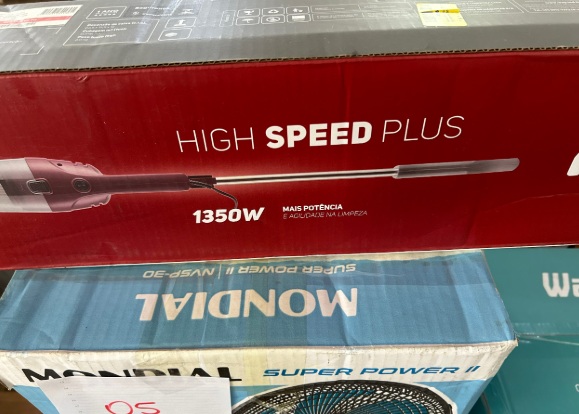 HIGH SPEED PLUS
1350W
MAIS POTÊNCIA
E AGILIDADE NA LIMPEZA
SUPER POWER II NVSP-30
MONDIAL
MONDIAL
SUPER POWER II
05